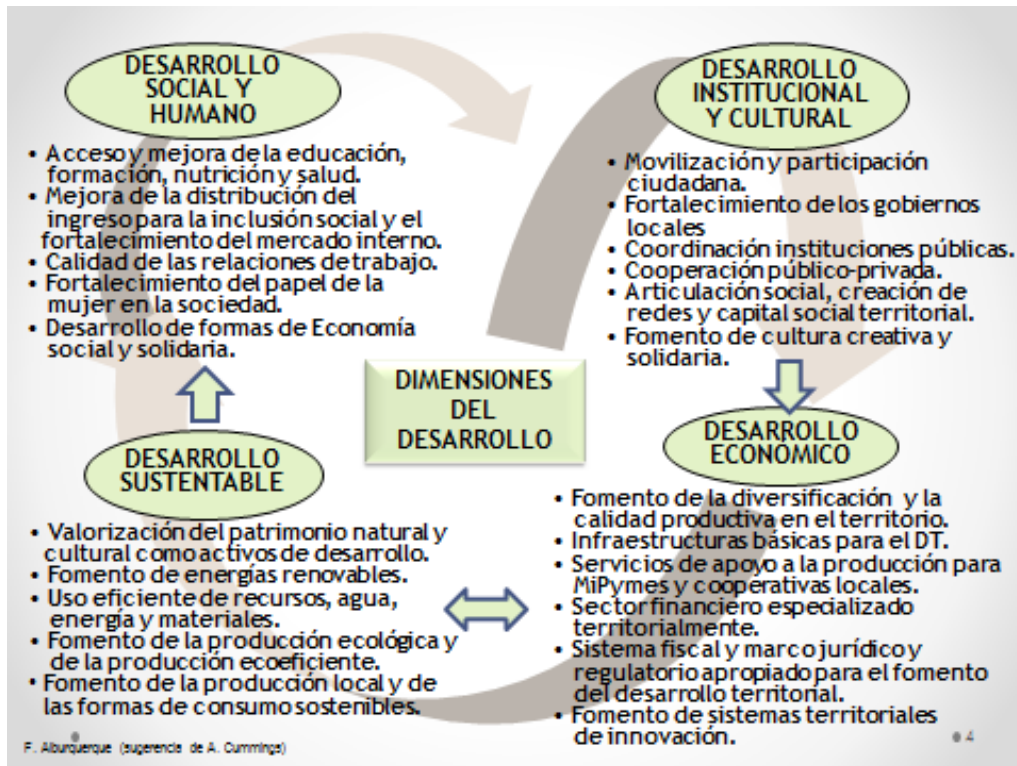 DESARROLLO
SOCIAL Y
HUMANO
• Acceso y mejora de la educación,
formación, nutrición y salud.
• Mejora de la distribución del
ingreso para la inclusión social y el
fortalecimiento del mercado interno.
• Calidad de las relaciones de trabajo.
• Fortalecimiento del papel de la
mujer en la sociedad.
• Desarrollo de formas de Economía
social y solidaria.
DESARROLLO
INSTITUCIONAL
Y CULTURAL
• Movilización y participación
ciudadana.
• Fortalecimiento de los gobiernos
locales
• Coordinación instituciones públicas.
• Cooperación público-privada.
• Articulación social, creación de
redes y capital social territorial.
• Fomento de cultura creativa y
solidaria.
DIMENSIONES
DEL
DESARROLLO
DESARROLLO
SUSTENTABLE
• Valorización del patrimonio natural y
cultural como activos de desarrollo.
• Fomento de energías renovables.
• Uso eficiente de recursos, agua,
energía y materiales.
• Fomento de la producción ecológica y
de la producción ecoeficiente.
• Fomento de la producción local y de
las formas de consumo sostenibles.
DESARROLLO
ECONÓMICO
• Fomento de la diversificación y la
calidad productiva en el territorio.
• Infraestructuras básicas para el DT.
• Servicios de apoyo a la producción para
MiPymes y cooperativas locales.
• Sector financiero especializado
territorialmente.
• Sistema fiscal y marco jurídico y
regulatorio apropiado para el fomento
del desarrollo territorial.
• Fomento de sistemas territoriales
de innovación.
F. Alburquerque (sugerencia de A. Cummings)
4